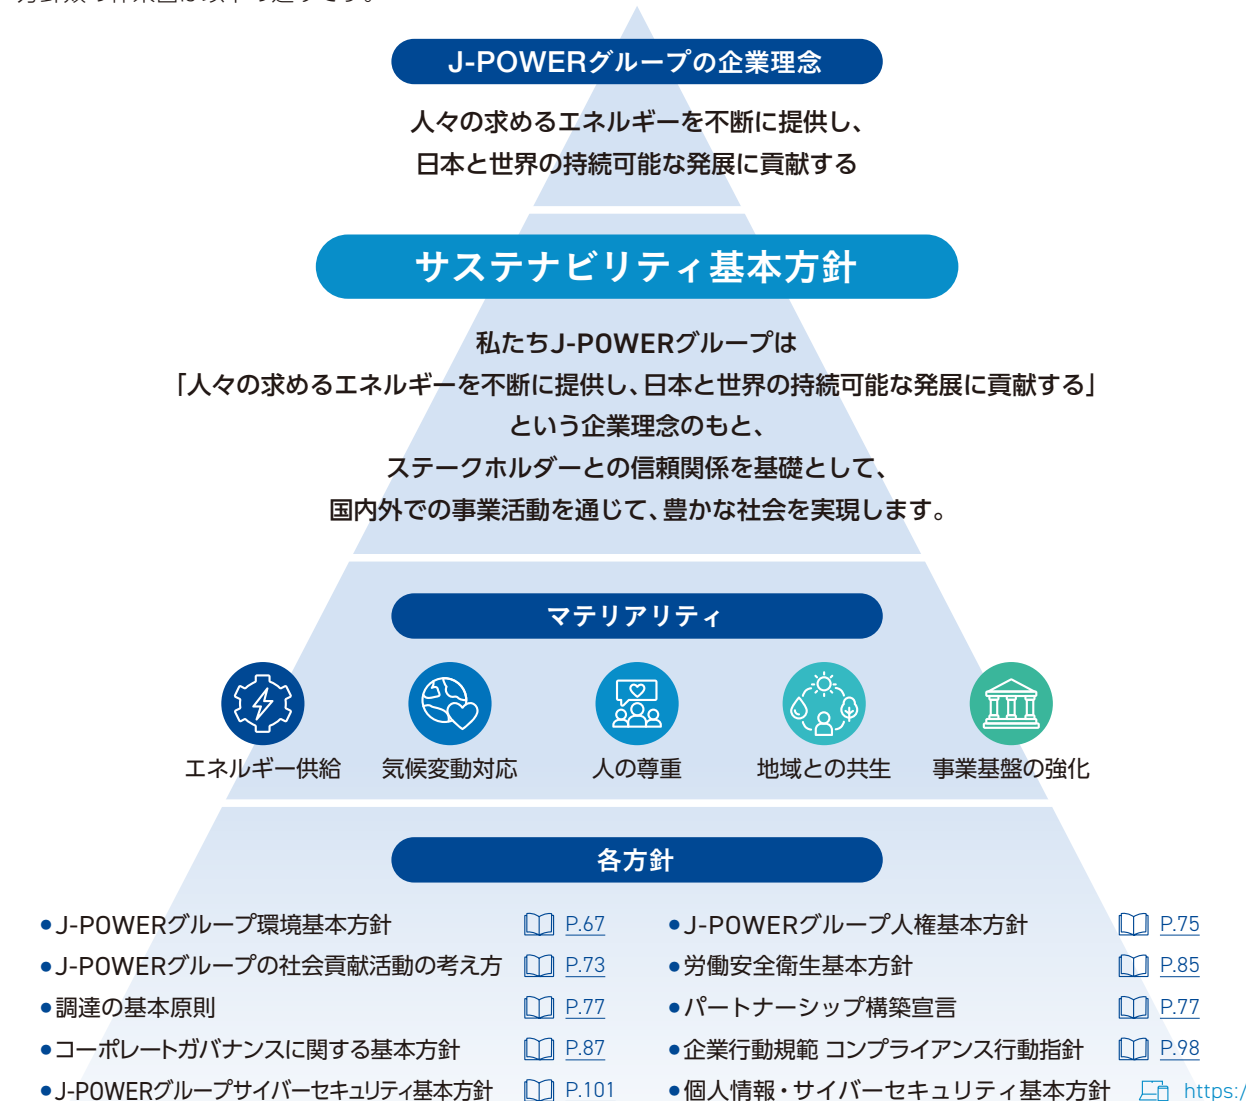 J-POWERグループの企業理念
人々の求めるエネルギーを不断に提供し、
日本と世界の持続可能な発展に貢献する
サステナビリティ基本方針
私たちJ-POWERグループは
「人々の求めるエネルギーを不断に提供し、日本と世界の持続可能な発展に貢献する」
という企業理念のもと、
ステークホルダーとの信頼関係を基礎として、
国内外での事業活動を通じて、豊かな社会を実現します。
マテリアリティ
エネルギー供給 気候変動対応 人の尊重 地域との共生 事業基盤の強化
各方針
●J-POWERグループ環境基本方針 P.67
●J-POWERグループの社会貢献活動の考え方 P.73
●調達の基本原則 P.77
●コーポレートガバナンスに関する基本方針 P.87
●J-POWERグループサイバーセキュリティ基本方針 P.101
●J-POWERグループ人権基本方針 P.75
●労働安全衛生基本方針 P.85
●パートナーシップ構築宣言 P.77
●企業行動規範 コンプライアンス行動指針 P.98
●個人情報・サイバーセキュリティ基本方針 https:/